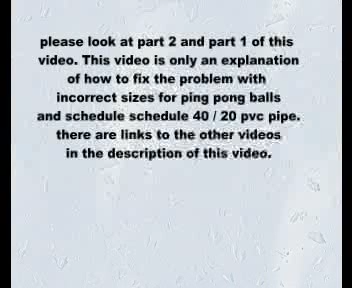 please look at part 2 and part 1 of this
video. This video is only an explanation
of how to fix the problem with
incorrect sizes for ping pong balls
and schedule schedule 40 / 20 pvc pipe.
there are links to the other videos
in the description of this video.